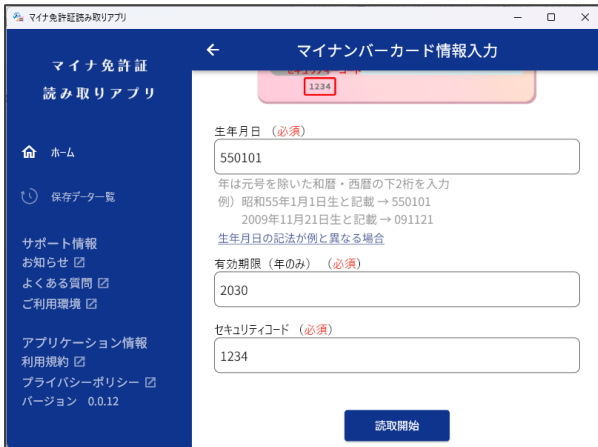 マイナ免許証読み取りアプリ
マイナ免許証
読み取りアプリ
ホーム
保存データ一覧
サポート情報
お知らせ
よくある質問
ご利用環境
アプリケーション情報
利用規約
プライバシーポリシー
バージョン 0.0.12
マイナンバーカード情報入力
セキュリティコード
1234
生年月日 （必須）
550101
年は元号を除いた和暦・西暦の下2桁を入力
例）昭和55年1月1日生と記載 → 550101
2009年11月21日生と記載 → 091121
生年月日の記法が例と異なる場合
有効期限（年のみ） （必須）
2030
セキュリティコード （必須）
1234
読取開始